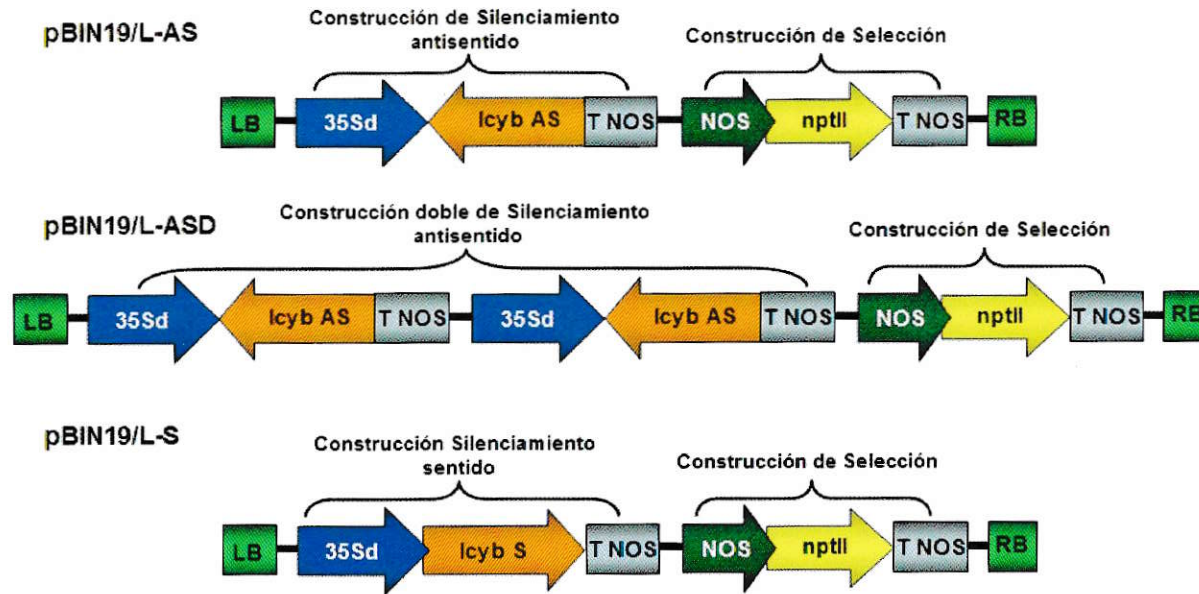 pBIN19/L-AS
Construcción de Silenciamiento
antisentido
Construcción de Selección
LB 35Sd lcyb AS T NOS NOS nptII T NOS RB
pBIN19/L-ASD
Construcción doble de Silenciamiento
antisentido
Construcción de Selección
LB 35Sd lcyb AS T NOS 35Sd lcyb AS T NOS NOS nptII T NOS RB
pBIN19/L-S
Construcción Silenciamiento
sentido
Construcción de Selección
LB 35Sd lcyb S T NOS NOS nptII T NOS RB